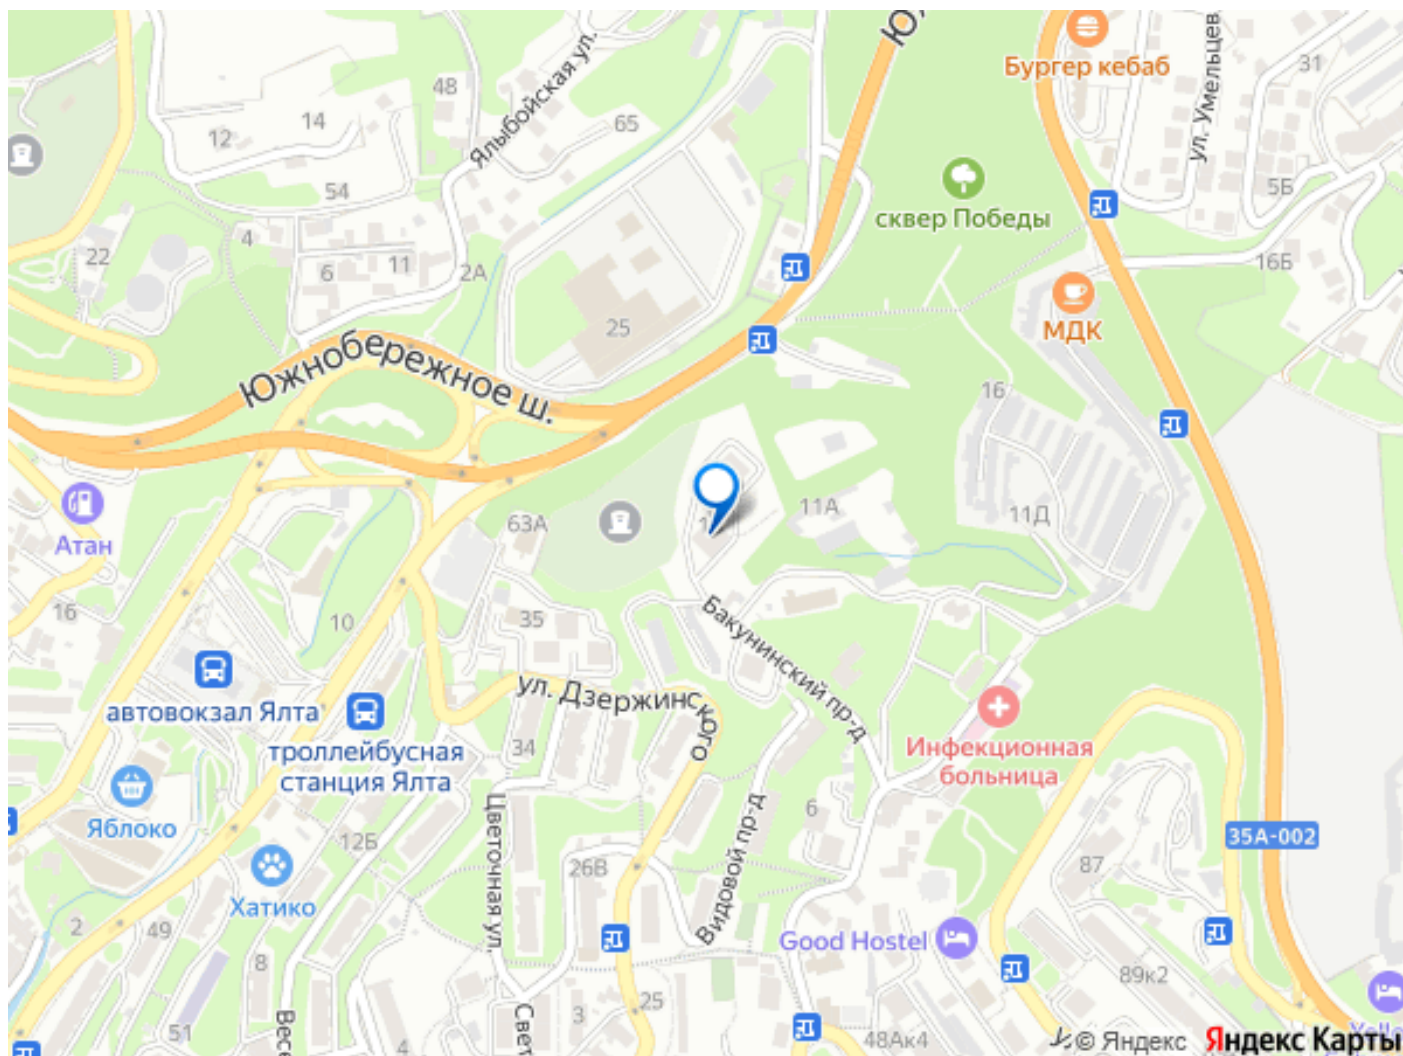 Бургер кебаб
ул. Умельцев
31
48
Ялыбойская ул.
65
14
12
54
4
22
6
11
2А
сквер Победы
5Б
16Б
МДК
25
Южнобережное ш.
16
11А
11Д
63А
Атан
16
10
35
Бакунинский пр-д
автовокзал Ялта
троллейбусная
станция Ялта
ул. Дзержинского
34
Инфекционная
больница
Яблоко
12Б
Цветочная ул.
Видовой пр-д
6
26В
35А-002
87
Хатико
2
49
8
Good Hostel
89к2
51
4
3
25
48Ак4
© Яндекс
Яндекс Карты